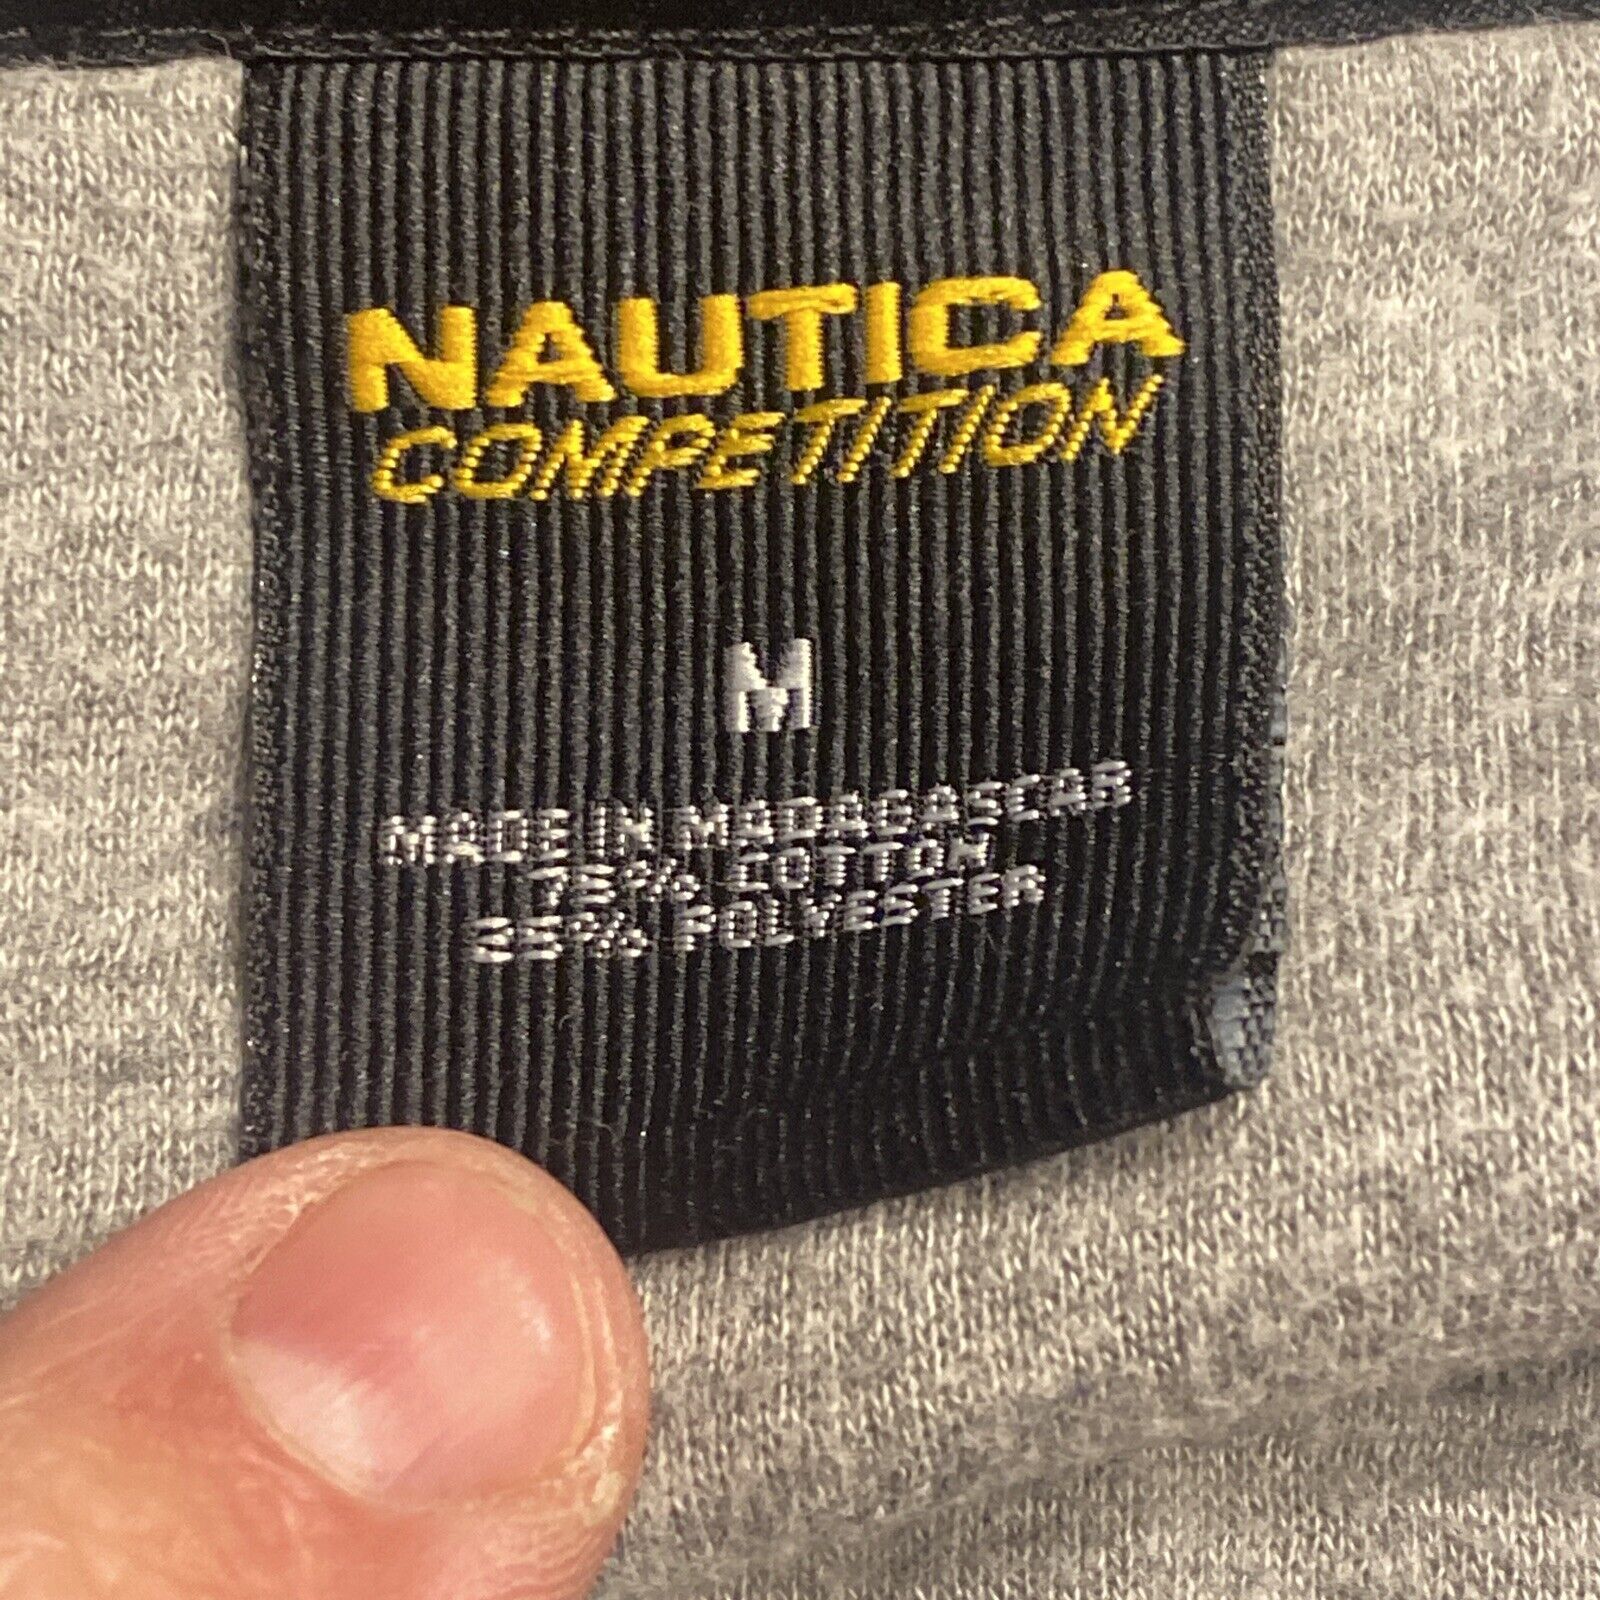 NAUTICA
COMPETITION
M
MADE IN MADAGASCAR
75% COTTON
25% POLYESTER